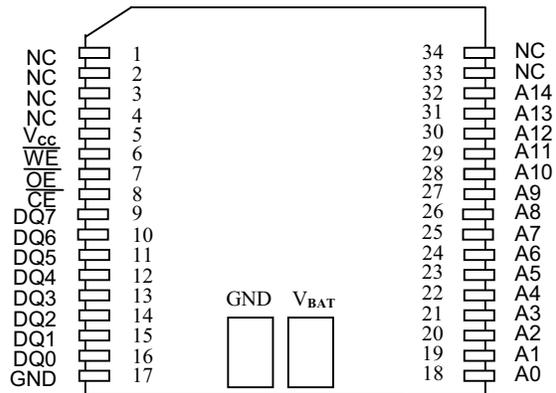 NC 1 34 NC
NC 2 33 NC
NC 3 32 A14
NC 4 31 A13
VCC 5 30 A12
WE 6 29 A11
OE 7 28 A10
CE 8 27 A9
DQ7 9 26 A8
DQ6 10 25 A7
DQ5 11 24 A6
DQ4 12 23 A5
DQ3 13 GND VBAT 22 A4
DQ2 14 21 A3
DQ1 15 20 A2
DQ0 16 19 A1
GND 17 18 A0